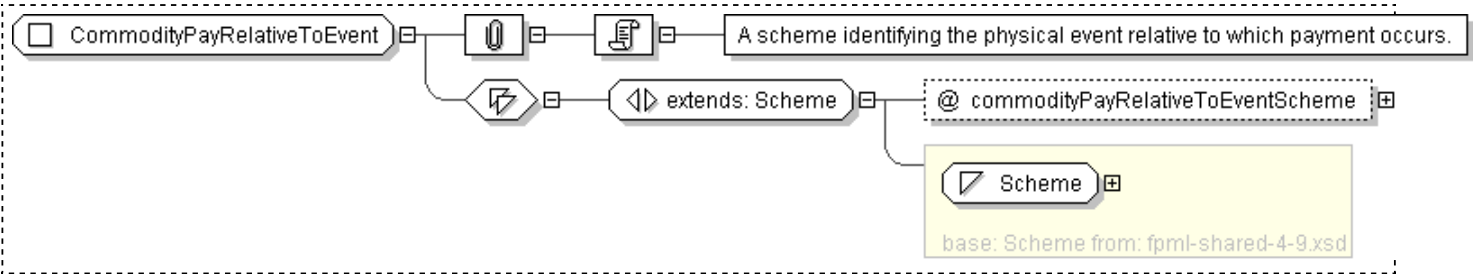 CommodityPayRelativeToEvent
A scheme identifying the physical event relative to which payment occurs.
extends: Scheme
@ commodityPayRelativeToEventScheme
Scheme
base: Scheme from: fpml-shared-4-9.xsd